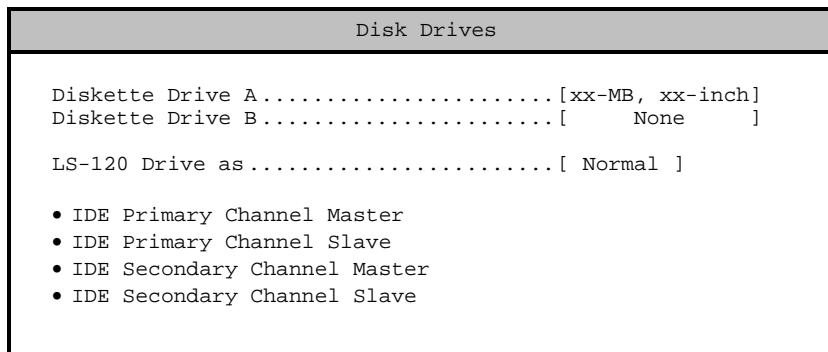 Disk Drives
Diskette Drive A.......................[xx-MB, xx-inch]
Diskette Drive B.......................[ None ]
LS-120 Drive as........................[ Normal ]
• IDE Primary Channel Master
• IDE Primary Channel Slave
• IDE Secondary Channel Master
• IDE Secondary Channel Slave